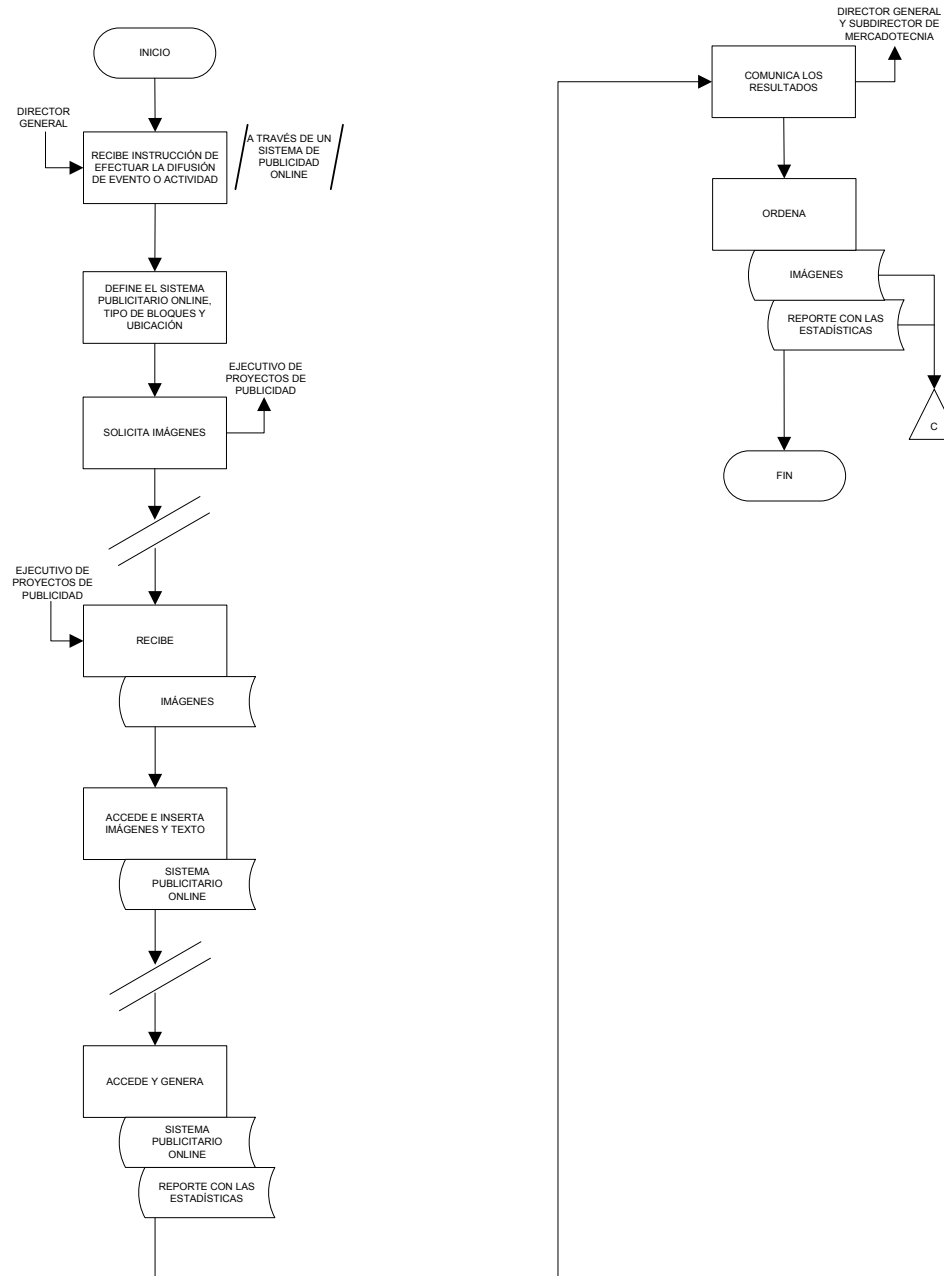 INICIO
DIRECTOR
GENERAL
RECIBE INSTRUCCIÓN DE
EFECTUAR LA DIFUSIÓN
DE EVENTO O ACTIVIDAD
A TRAVÉS DE UN
SISTEMA DE
PUBLICIDAD
ONLINE
DEFINE EL SISTEMA
PUBLICITARIO ONLINE,
TIPO DE BLOQUES Y
UBICACIÓN
EJECUTIVO DE
PROYECTOS DE
PUBLICIDAD
SOLICITA IMÁGENES
EJECUTIVO DE
PROYECTOS DE
PUBLICIDAD
RECIBE
IMÁGENES
ACCEDE E INSERTA
IMÁGENES Y TEXTO
SISTEMA
PUBLICITARIO
ONLINE
ACCEDE Y GENERA
SISTEMA
PUBLICITARIO
ONLINE
REPORTE CON LAS
ESTADÍSTICAS
DIRECTOR GENERAL
Y SUBDIRECTOR DE
MERCADOTECNIA
COMUNICA LOS
RESULTADOS
ORDENA
IMÁGENES
REPORTE CON LAS
ESTADÍSTICAS
C
FIN